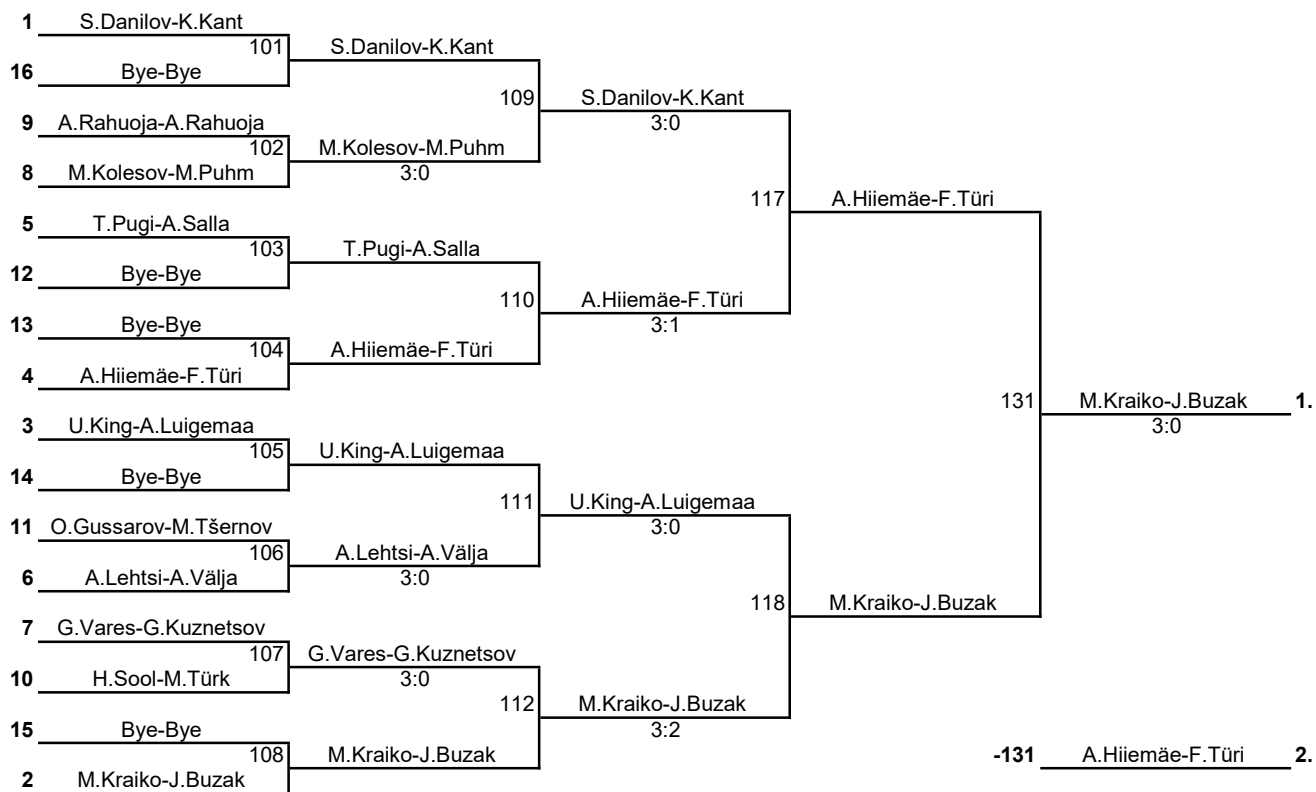 1 S.Danilov-K.Kant
101 S.Danilov-K.Kant
16 Bye-Bye
109 S.Danilov-K.Kant
3:0
9 A.Rahuoja-A.Rahuoja
102 M.Kolesov-M.Puhm
3:0
8 M.Kolesov-M.Puhm
117 A.Hiiemäe-F.Türi
5 T.Pugi-A.Salla
103 T.Pugi-A.Salla
12 Bye-Bye
110 A.Hiiemäe-F.Türi
3:1
13 Bye-Bye
104 A.Hiiemäe-F.Türi
4 A.Hiiemäe-F.Türi
131 M.Kraiko-J.Buzak 1.
3:0
3 U.King-A.Luigemaa
105 U.King-A.Luigemaa
14 Bye-Bye
111 U.King-A.Luigemaa
3:0
11 O.Gussarov-M.Tšernov
106 A.Lehtsi-A.Välja
3:0
6 A.Lehtsi-A.Välja
118 M.Kraiko-J.Buzak
7 G.Vares-G.Kuznetsov
107 G.Vares-G.Kuznetsov
3:0
10 H.Sool-M.Türk
112 M.Kraiko-J.Buzak
3:2
15 Bye-Bye
108 M.Kraiko-J.Buzak
2 M.Kraiko-J.Buzak
-131 A.Hiiemäe-F.Türi 2.